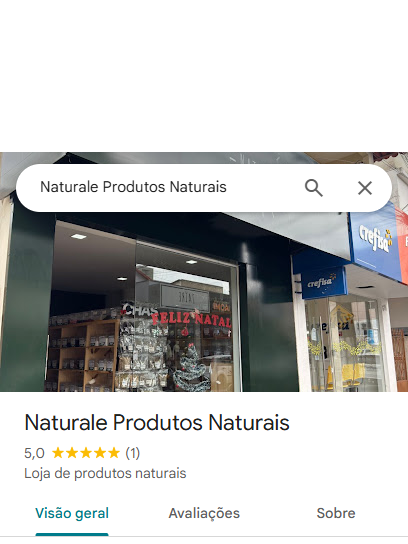 Naturale Produtos Naturais
crefisa
CHÁS
FELIZ NATAL
crefisa
Naturale Produtos Naturais
5,0 ★★★★★ (1)
Loja de produtos naturais
Visão geral Avaliações Sobre